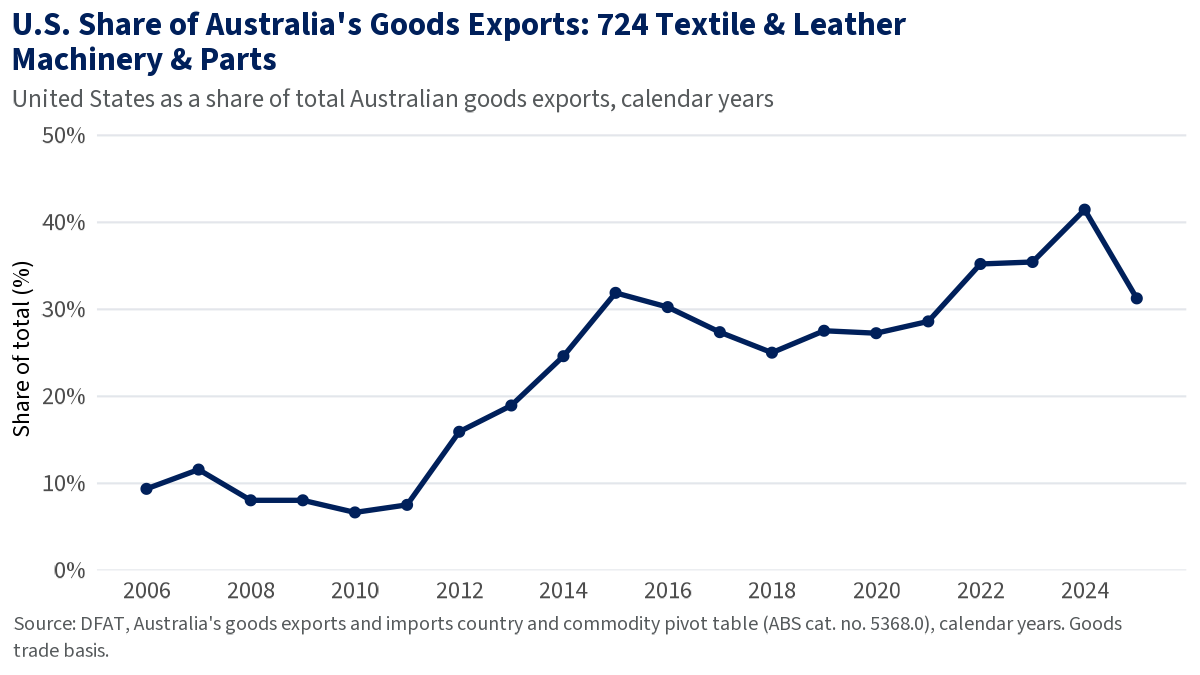 U.S. Share of Australia's Goods Exports: 724 Textile & Leather
Machinery & Parts
United States as a share of total Australian goods exports, calendar years
Share of total (%)
50%
40%
30%
20%
10%
0%
2006 2008 2010 2012 2014 2016 2018 2020 2022 2024
Source: DFAT, Australia's goods exports and imports country and commodity pivot table (ABS cat. no. 5368.0), calendar years. Goods
trade basis.